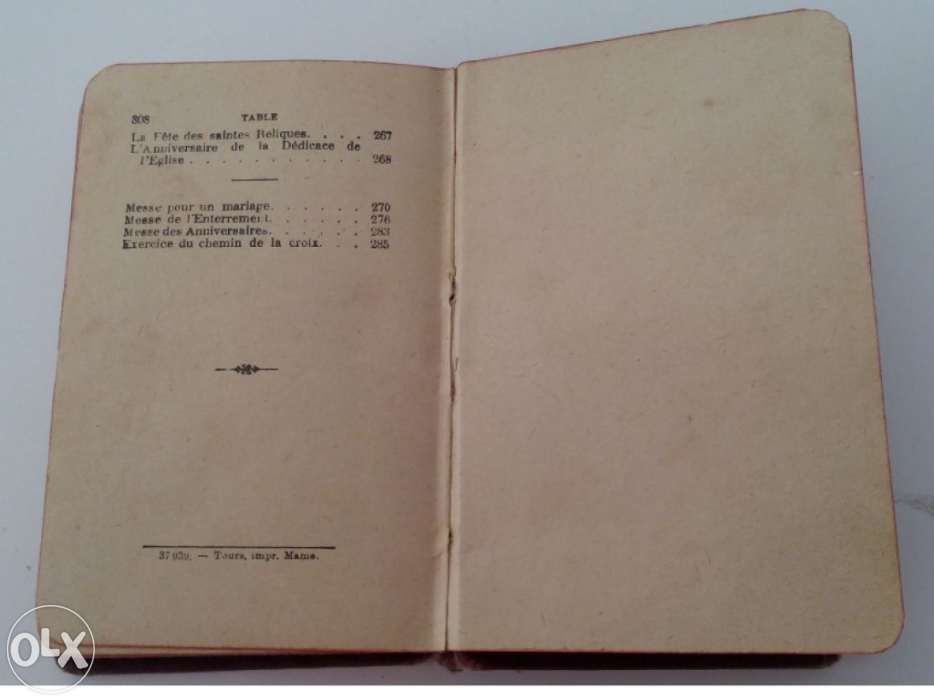 308 TABLE
La Fête des saintes Reliques. . . . 267
L'Anniversaire de la Dédicace de
l'Église . . . . . . . . . . . 268
Messe pour un mariage. . . . . . 270
Messe de l'Enterrement. . . . . . 276
Messe des Anniversaires. . . . . . 283
Exercice du chemin de la croix. . . 285
37939. — Tours, impr. Mame.
OLX